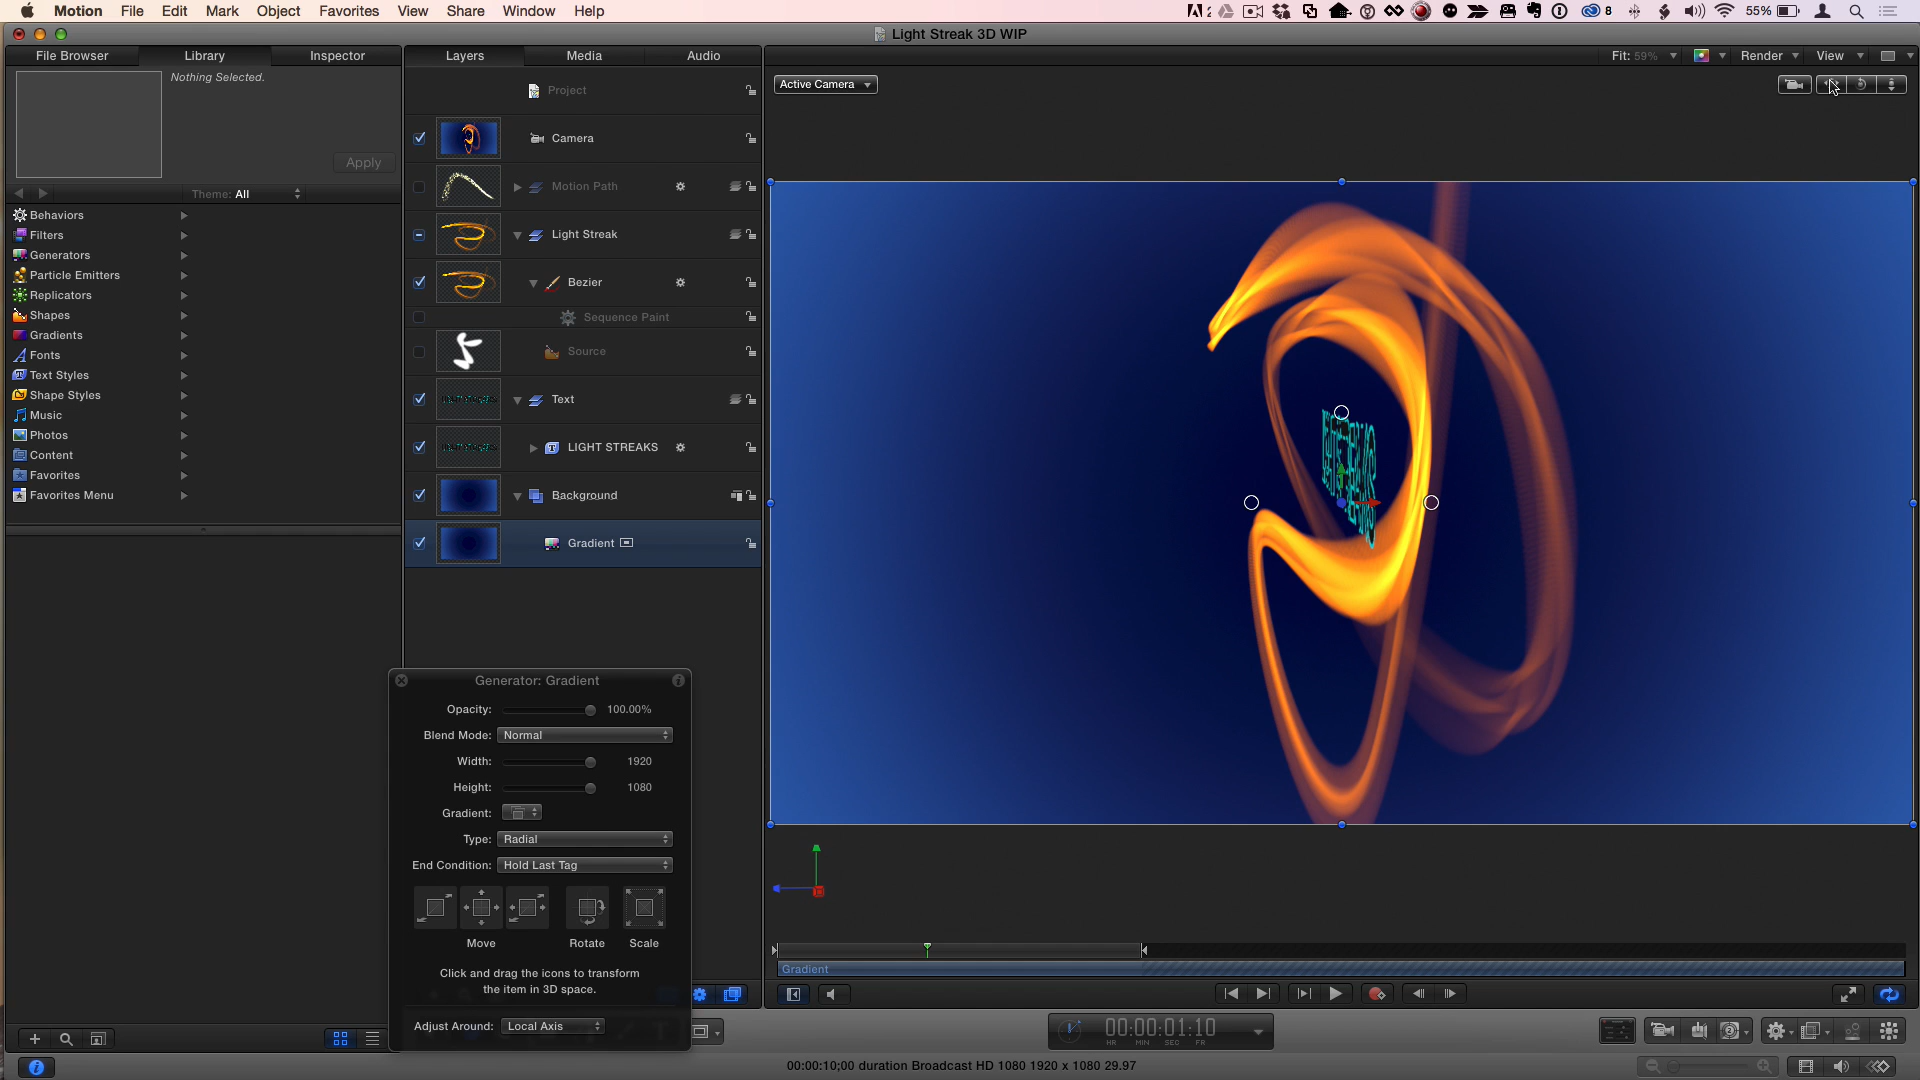 Motion File Edit Mark Object Favorites View Share Window Help
2 8 55%
Light Streak 3D WIP
File Browser Library Inspector Layers Media Audio Fit: 59% Render View
Nothing Selected.
Apply
Theme: All
Behaviors
Filters
Generators
Particle Emitters
Replicators
Shapes
Gradients
Fonts
Text Styles
Shape Styles
Music
Photos
Content
Favorites
Favorites Menu
Project
Camera
Motion Path
Light Streak
Bezier
Sequence Paint
Source
Text
LIGHT STREAKS
Background
Gradient
Active Camera
Generator: Gradient
Opacity: 100.00%
Blend Mode: Normal
Width: 1920
Height: 1080
Gradient:
Type: Radial
End Condition: Hold Last Tag
Move Rotate Scale
Click and drag the icons to transform
the item in 3D space.
Adjust Around: Local Axis
Gradient
00:00:01:10
HR MIN SEC FR
00:00:10;00 duration Broadcast HD 1080 1920 x 1080 29.97